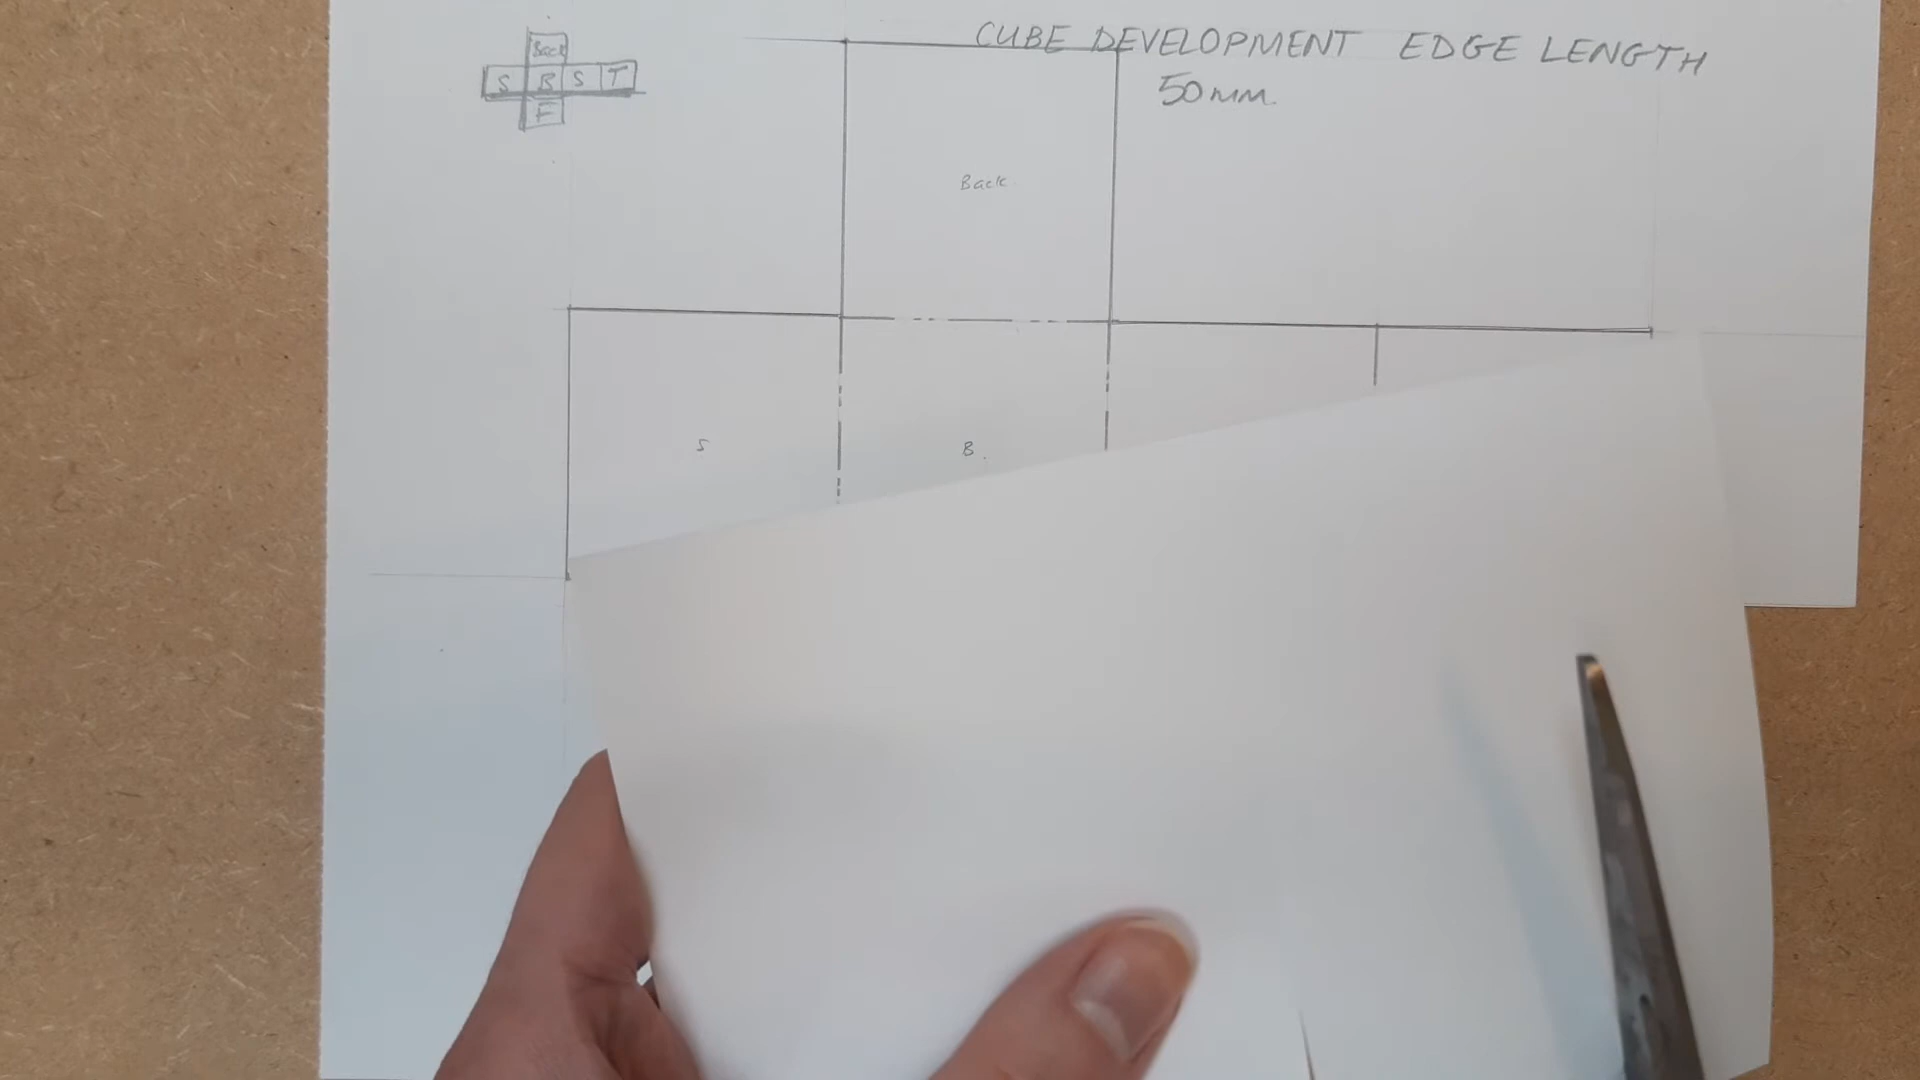 CUBE DEVELOPMENT EDGE LENGTH
50mm.
Back
S B S T
F
Back
S B